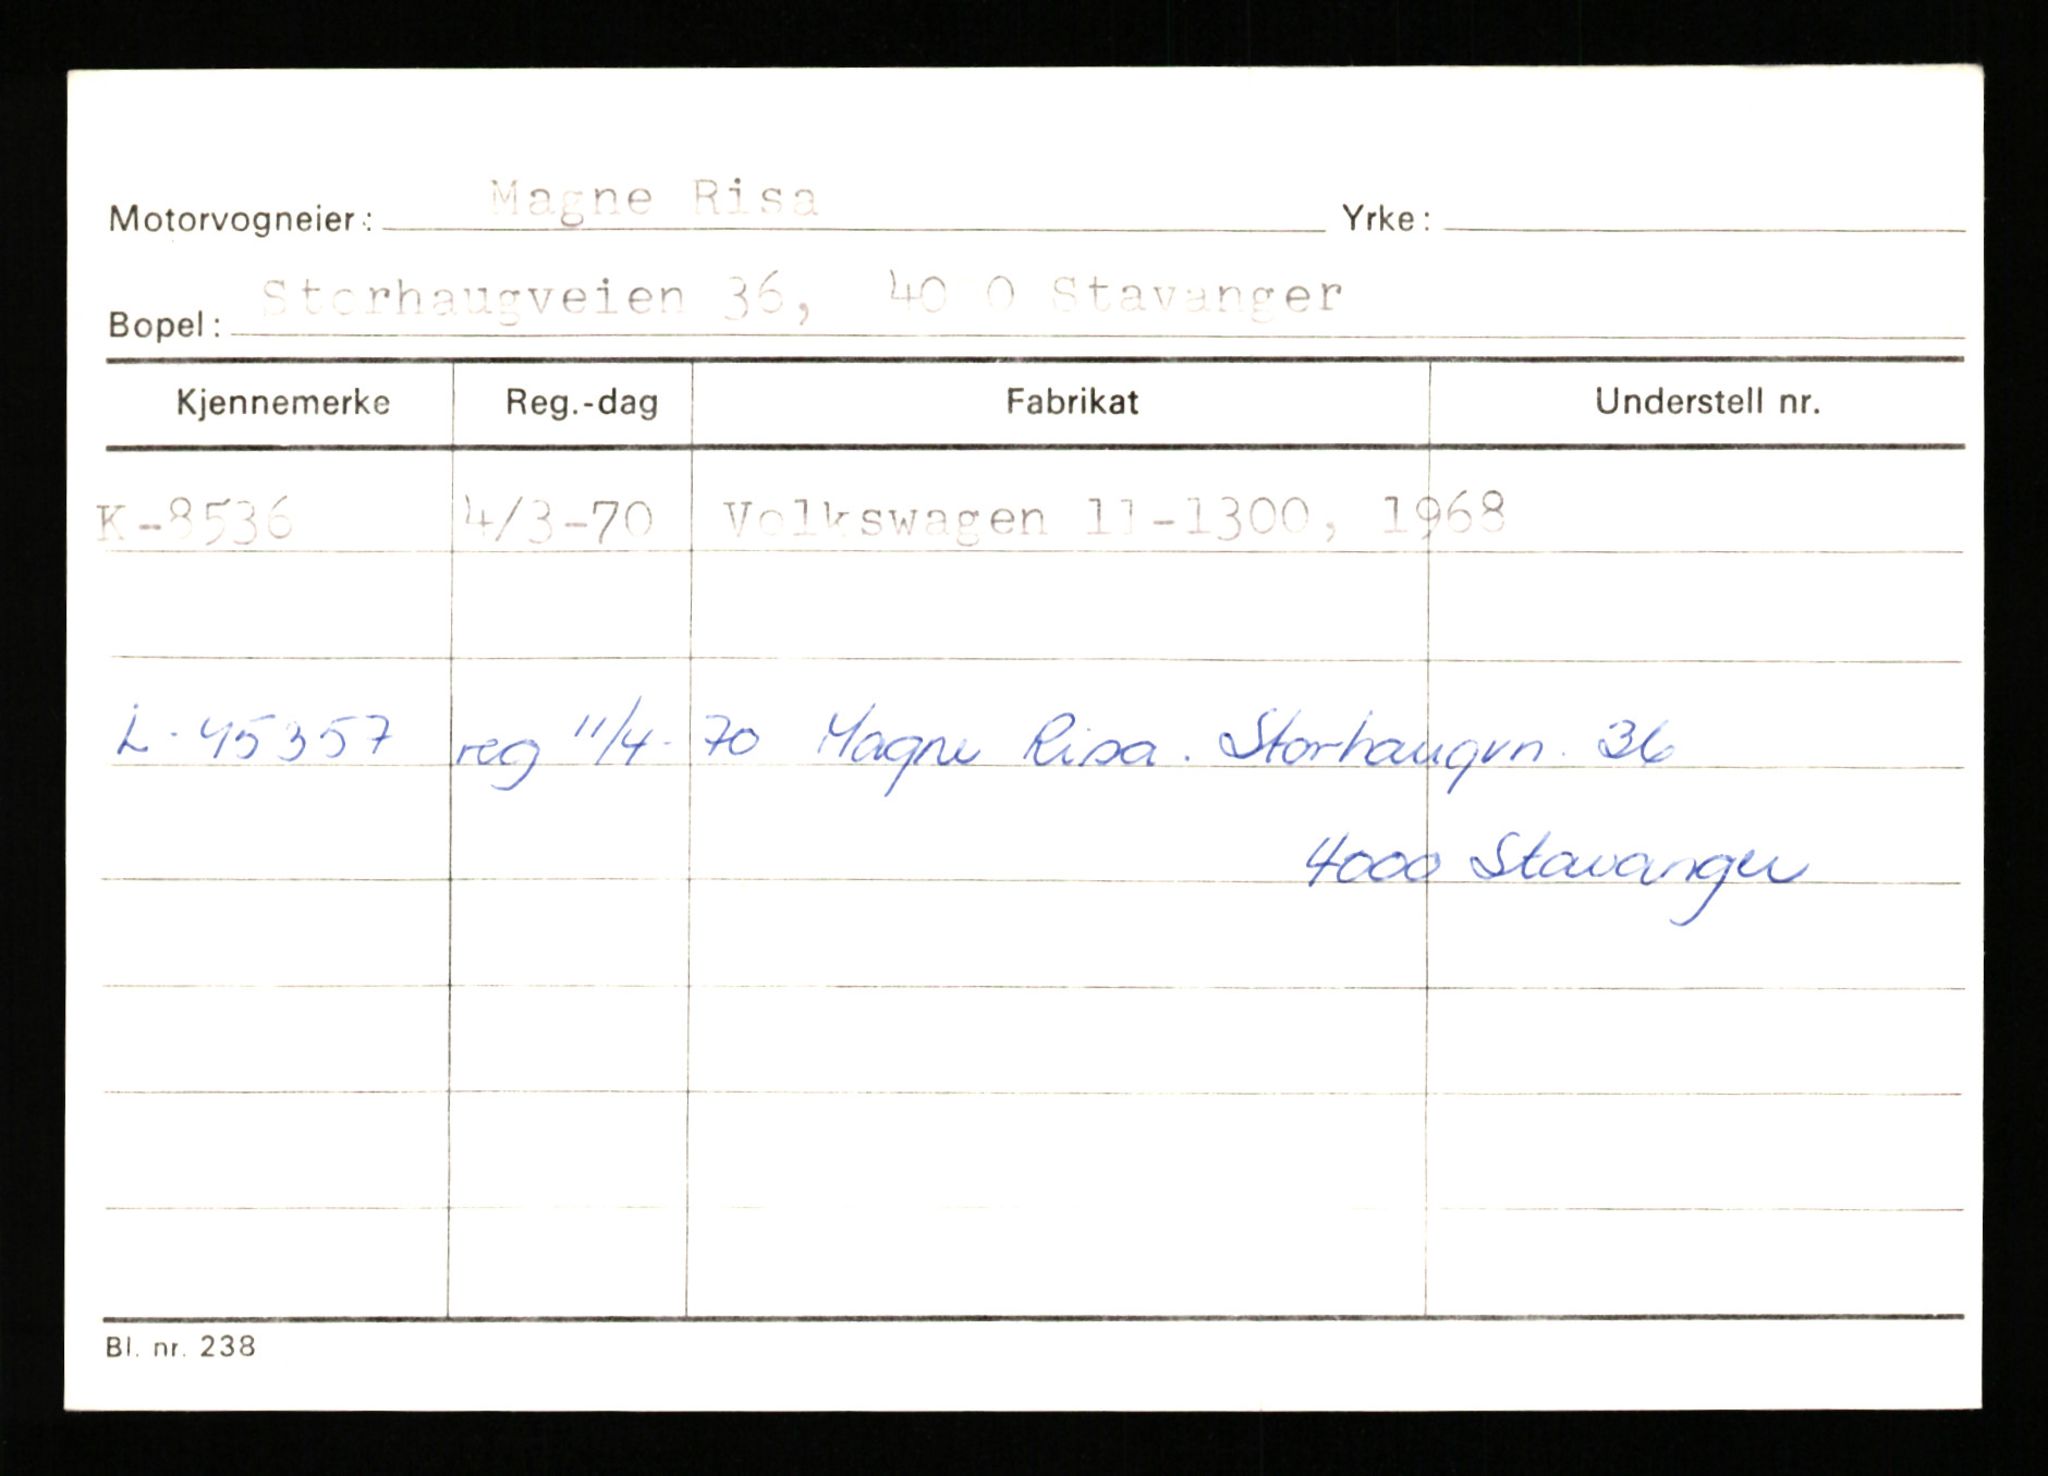 Motorvogneier: Magne Risa Yrke:
Bopel: Storhaugveien 36, 4000 Stavanger
Kjennemerke Reg.-dag Fabrikat Understell nr.
K-8536 4/3-70 Volkswagen 11-1300, 1968
L-45357 reg 11/4-70 Magne Risa. Storhaugvn. 36
4000 Stavanger
Bl. nr. 238